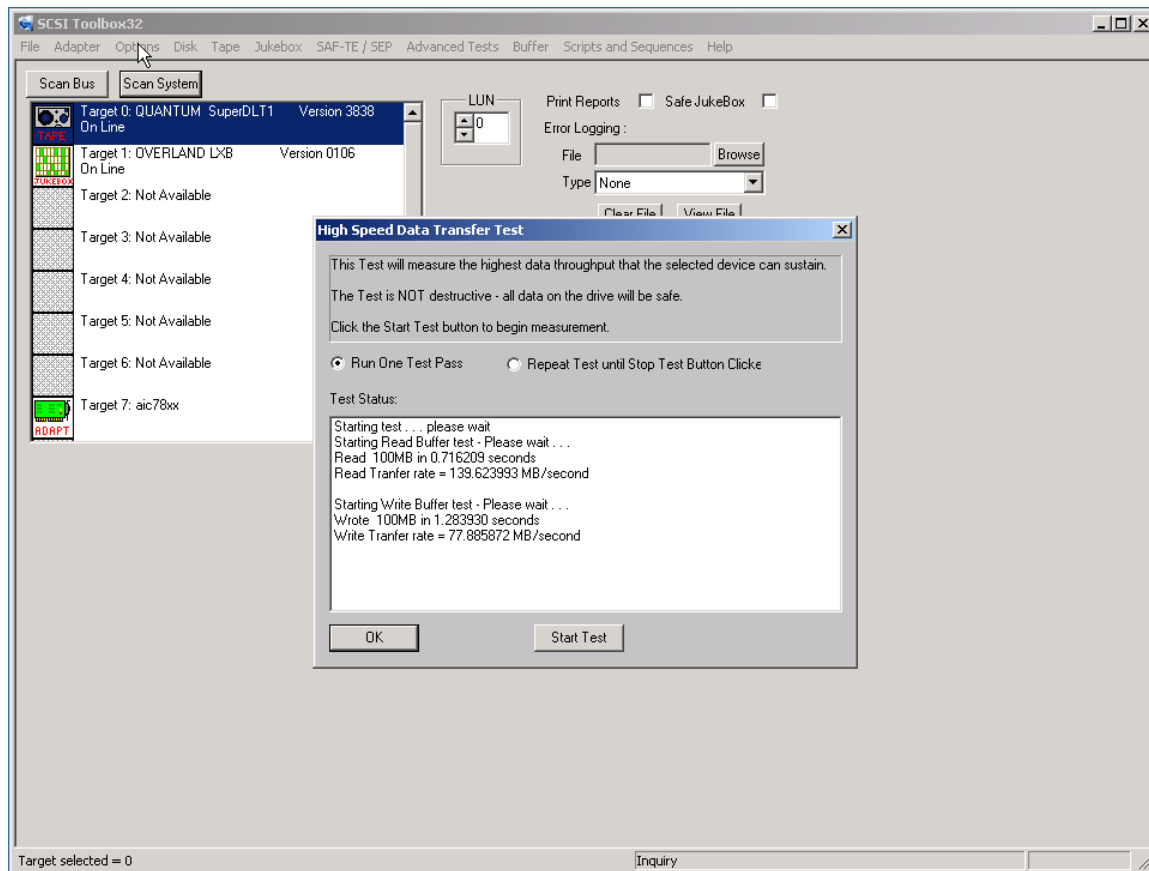 SCSI Toolbox32
File Adapter Options Disk Tape Jukebox SAF-TE / SEP Advanced Tests Buffer Scripts and Sequences Help
Scan Bus Scan System
Target 0: QUANTUM SuperDLT1 Version 3838
On Line
TAPE
Target 1: OVERLAND LXB Version 0106
On Line
JUKEBOX
Target 2: Not Available
Target 3: Not Available
Target 4: Not Available
Target 5: Not Available
Target 6: Not Available
Target 7: aic78xx
ADAPT
LUN
0
Print Reports Safe JukeBox
Error Logging :
File Browse
Type None
Clear File View File
High Speed Data Transfer Test
This Test will measure the highest data throughput that the selected device can sustain.
The Test is NOT destructive - all data on the drive will be safe.
Click the Start Test button to begin measurement.
Run One Test Pass Repeat Test until Stop Test Button Clicke
Test Status:
Starting test . . . please wait
Starting Read Buffer test - Please wait . . .
Read 100MB in 0.716209 seconds
Read Tranfer rate = 139.623993 MB/second
Starting Write Buffer test - Please wait . . .
Wrote 100MB in 1.283930 seconds
Write Tranfer rate = 77.885872 MB/second
OK Start Test
Target selected = 0 Inquiry